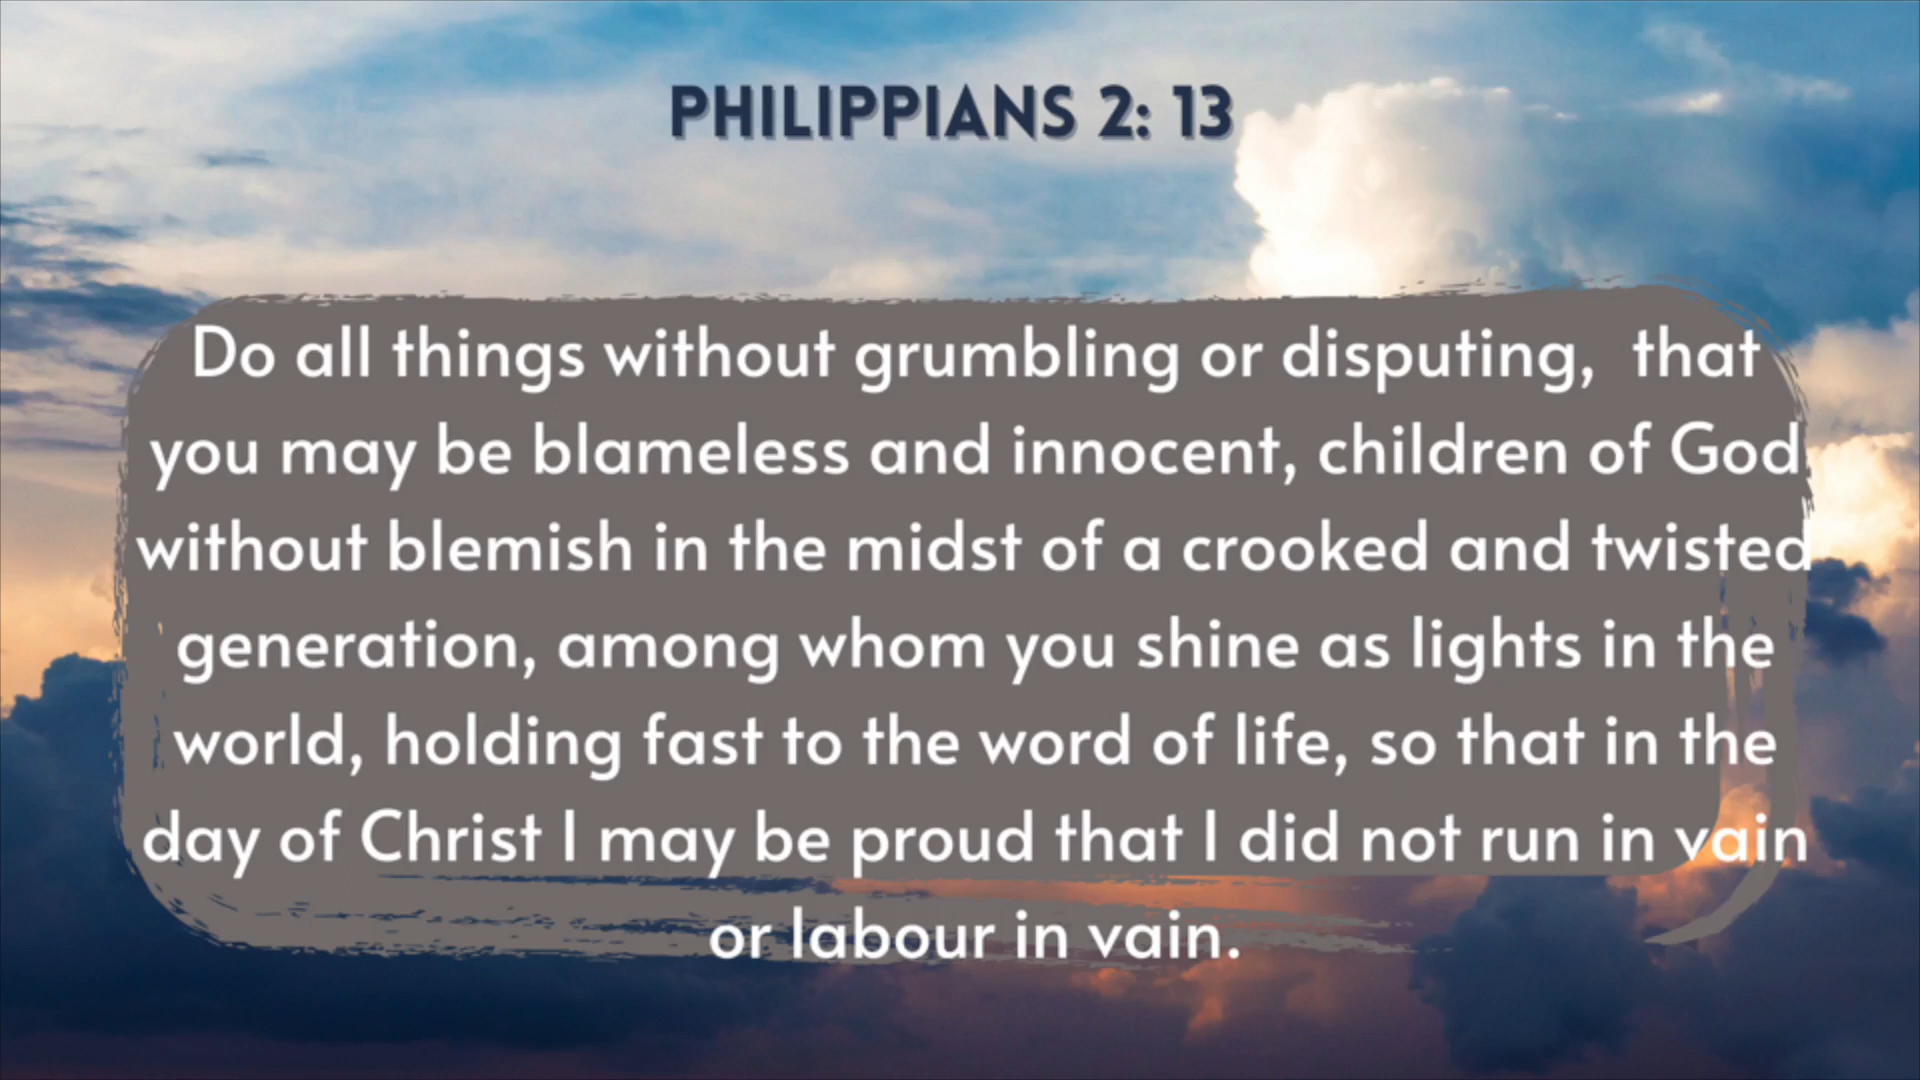 PHILIPPIANS 2: 13
Do all things without grumbling or disputing,  that
you may be blameless and innocent, children of God
without blemish in the midst of a crooked and twisted
generation, among whom you shine as lights in the
world, holding fast to the word of life, so that in the
day of Christ I may be proud that I did not run in vain
or labour in vain.